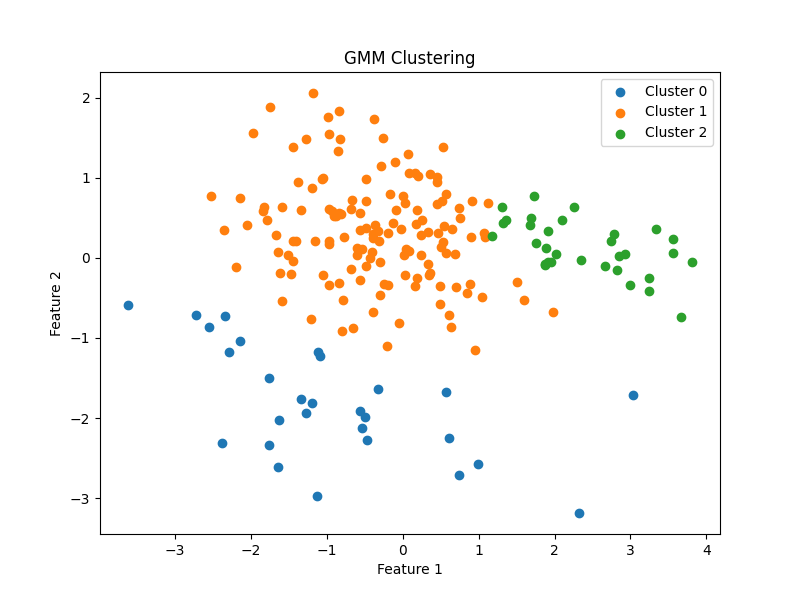 GMM Clustering
Cluster 0
Cluster 1
Cluster 2
2
1
0
−1
−2
−3
Feature 2
−3
−2
−1
0
1
2
3
4
Feature 1